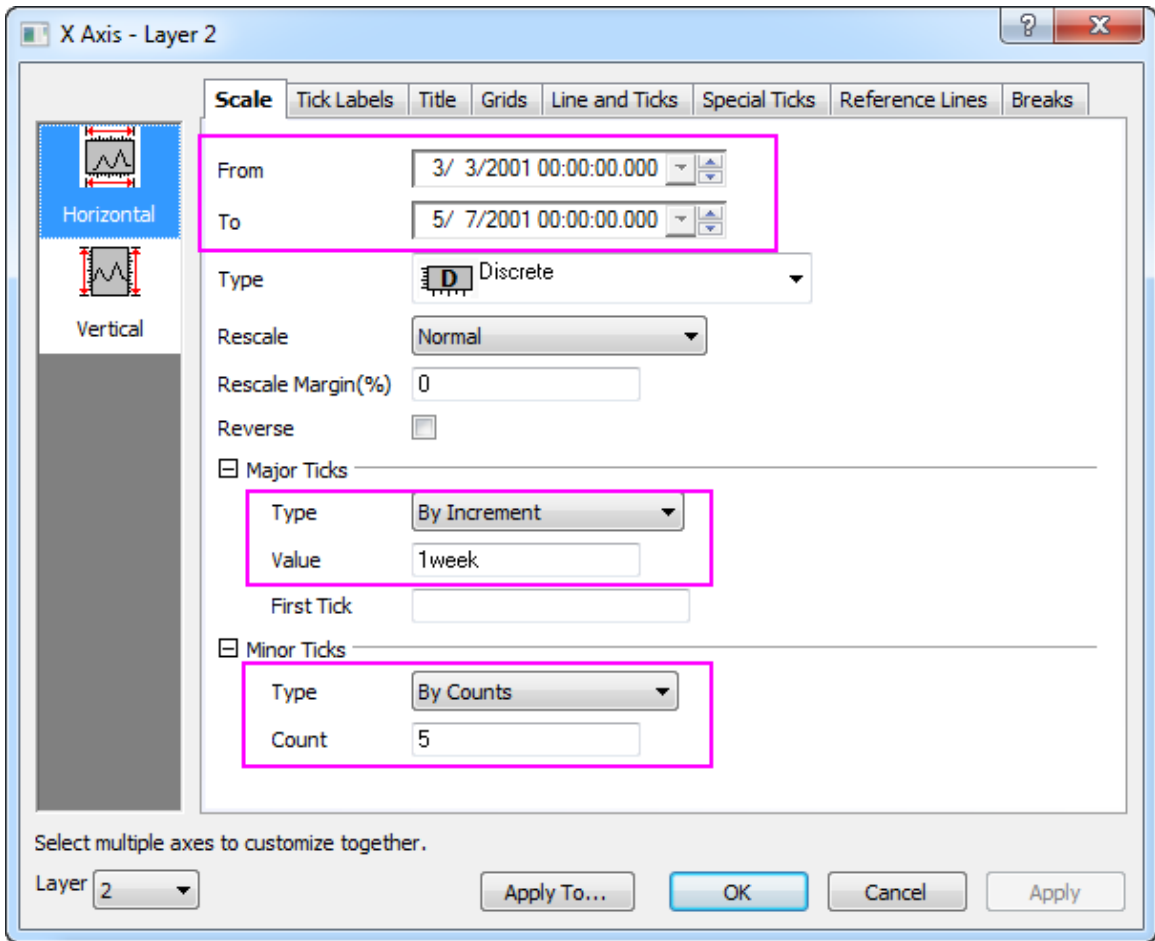 X Axis - Layer 2
Scale Tick Labels Title Grids Line and Ticks Special Ticks Reference Lines Breaks
Horizontal
Vertical
From 3/ 3/2001 00:00:00.000
To 5/ 7/2001 00:00:00.000
Type D Discrete
Rescale Normal
Rescale Margin(%) 0
Reverse
Major Ticks
Type By Increment
Value 1week
First Tick
Minor Ticks
Type By Counts
Count 5
Select multiple axes to customize together.
Layer 2 Apply To... OK Cancel Apply